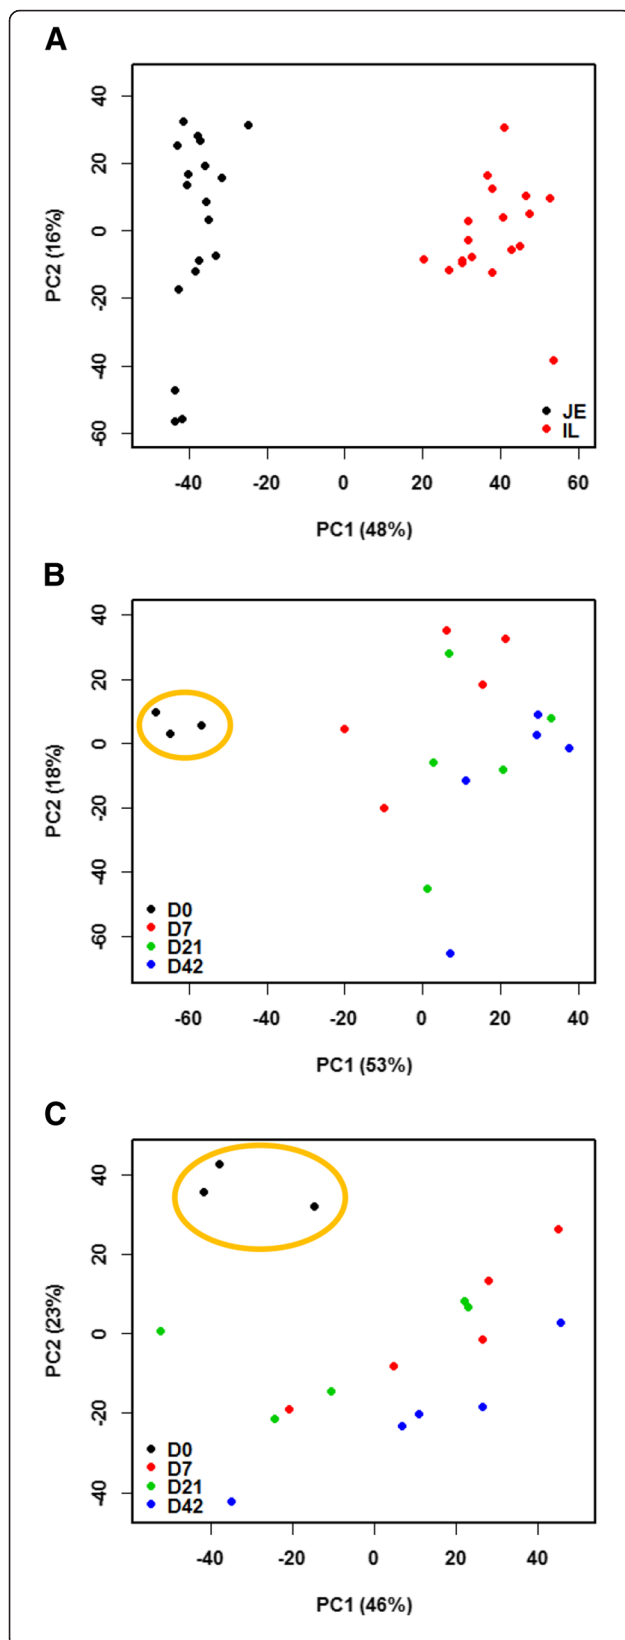 A
40
20
0
-20
-40
-60
PC2 (16%)
JE
IL
-40 -20 0 20 40 60
PC1 (48%)
B
40
20
0
-20
-40
-60
PC2 (18%)
D0
D7
D21
D42
-60 -40 -20 0 20 40
PC1 (53%)
C
40
20
0
-20
-40
PC2 (23%)
D0
D7
D21
D42
-40 -20 0 20 40
PC1 (46%)